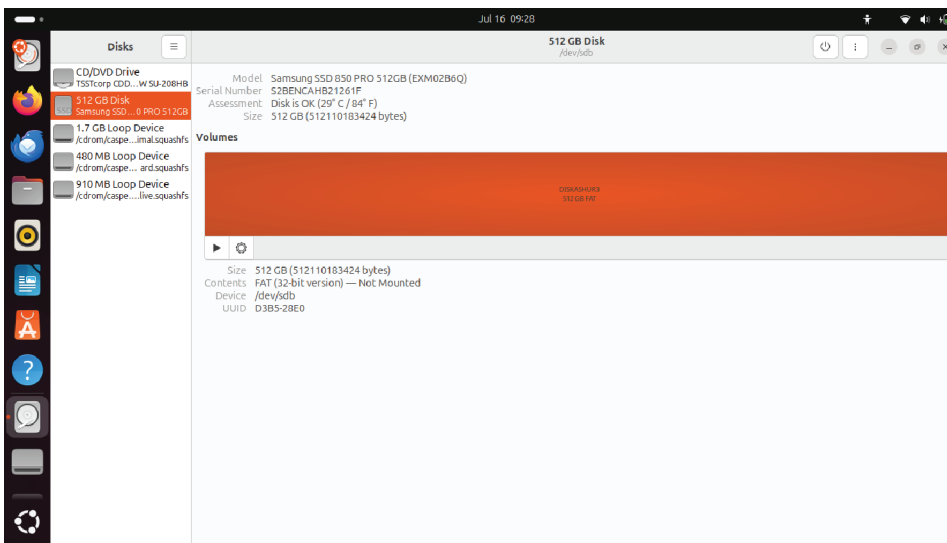 Jul 16 09:28
Disks
512 GB Disk
/dev/sdb
CD/DVD Drive
TSSTcorp CDD...W SU-208HB
512 GB Disk
Samsung SSD ...0 PRO 512GB
1.7 GB Loop Device
/cdrom/caspe...imal.squashfs
480 MB Loop Device
/cdrom/caspe... ard.squashfs
910 MB Loop Device
/cdrom/caspe....live.squashfs
SSD
Model Samsung SSD 850 PRO 512GB (EXM02B6Q)
Serial Number S2BENCAHB21261F
Assessment Disk is OK (29° C / 84° F)
Size 512 GB (512110183424 bytes)
Volumes
DISKASHUR3
512 GB FAT
Size 512 GB (512110183424 bytes)
Contents FAT (32-bit version) — Not Mounted
Device /dev/sdb
UUID D3B5-28E0